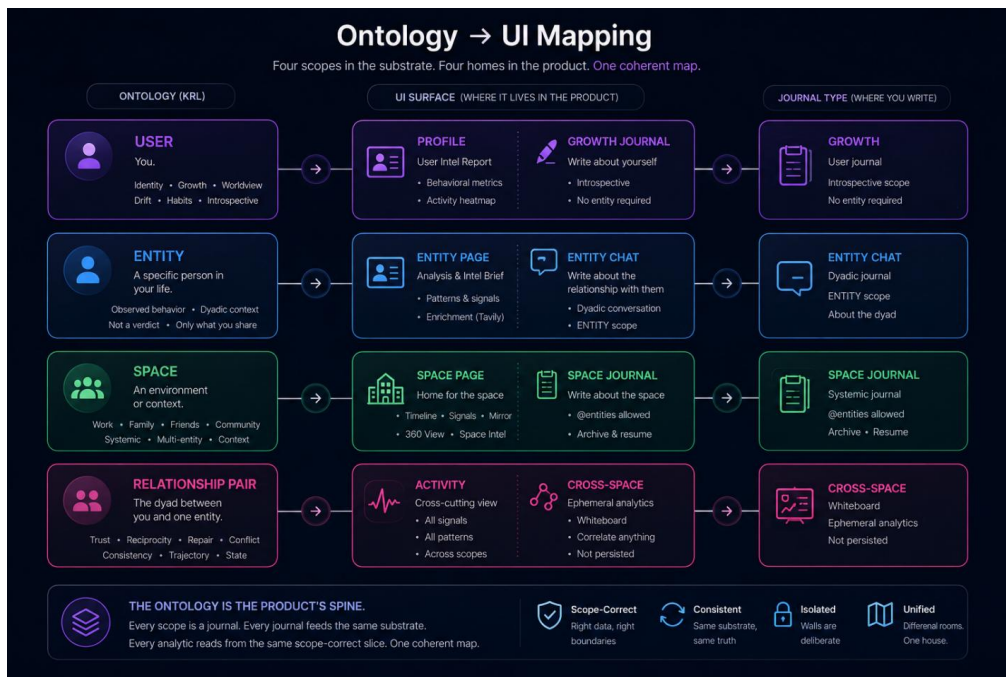 Ontology → UI Mapping
Four scopes in the substrate. Four homes in the product. One coherent map.
ONTOLOGY (KRL)
UI SURFACE (WHERE IT LIVES IN THE PRODUCT)
JOURNAL TYPE (WHERE YOU WRITE)
USER
You.
Identity • Growth • Worldview
Drift • Habits • Introspective
PROFILE
User Intel Report
• Behavioral metrics
• Activity heatmap
GROWTH JOURNAL
Write about yourself
• Introspective
• No entity required
GROWTH
User journal
Introspective scope
No entity required
ENTITY
A specific person in
your life.
Observed behavior • Dyadic context
Not a verdict • Only what you share
ENTITY PAGE
Analysis & Intel Brief
• Patterns & signals
• Enrichment (Tavily)
ENTITY CHAT
Write about the
relationship with them
• Dyadic conversation
• ENTITY scope
ENTITY CHAT
Dyadic journal
ENTITY scope
About the dyad
SPACE
An environment
or context.
Work • Family • Friends • Community
Systemic • Multi-entity • Context
SPACE PAGE
Home for the space
• Timeline • Signals • Mirror
• 360 View • Space Intel
SPACE JOURNAL
Write about the space
• @entities allowed
• Archive & resume
SPACE JOURNAL
Systemic journal
@entities allowed
Archive • Resume
RELATIONSHIP PAIR
The dyad between
you and one entity.
Trust • Reciprocity • Repair • Conflict
Consistency • Trajectory • State
ACTIVITY
Cross-cutting view
• All signals
• All patterns
• Across scopes
CROSS-SPACE
Ephemeral analytics
• Whiteboard
• Correlate anything
• Not persisted
CROSS-SPACE
Whiteboard
Ephemeral analytics
Not persisted
THE ONTOLOGY IS THE PRODUCT'S SPINE.
Every scope is a journal. Every journal feeds the same substrate.
Every analytic reads from the same scope-correct slice. One coherent map.
Scope-Correct
Right data, right
boundaries
Consistent
Same substrate,
same truth
Isolated
Walls are
deliberate
Unified
Differenal rooms.
One house.